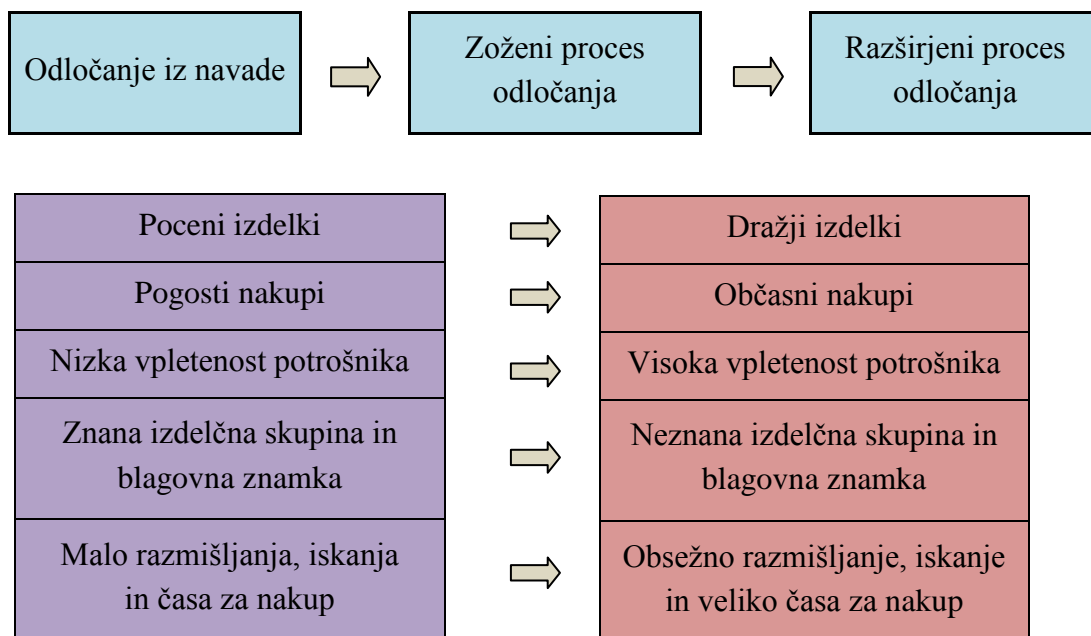 Odločanje iz navade
Zoženi proces
odločanja
Razširjeni proces
odločanja
Poceni izdelki
Dražji izdelki
Pogosti nakupi
Občasni nakupi
Nizka vpletenost potrošnika
Visoka vpletenost potrošnika
Znana izdelčna skupina in
blagovna znamka
Neznana izdelčna skupina in
blagovna znamka
Malo razmišljanja, iskanja
in časa za nakup
Obsežno razmišljanje, iskanje
in veliko časa za nakup